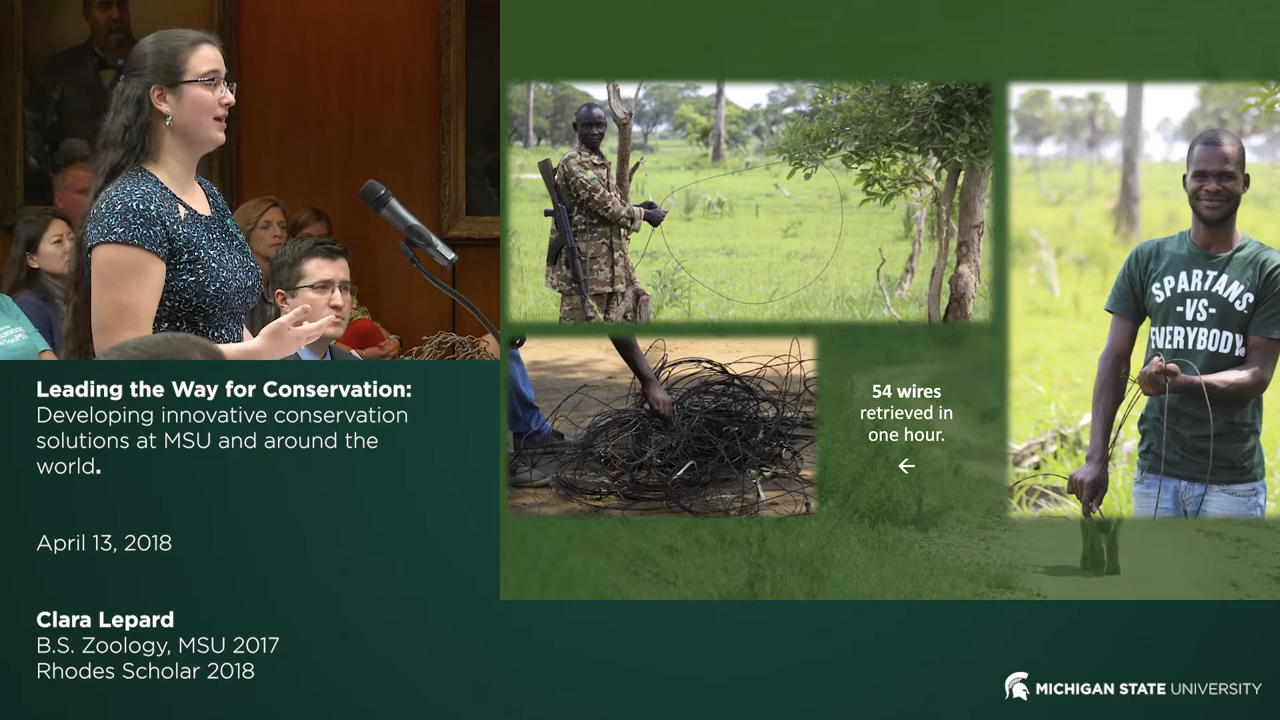 Leading the Way for Conservation:
Developing innovative conservation
solutions at MSU and around the
world.
April 13, 2018
Clara Lepard
B.S. Zoology, MSU 2017
Rhodes Scholar 2018
54 wires
retrieved in
one hour.
←
SPARTANS
-VS-
EVERYBODY
MICHIGAN STATE UNIVERSITY